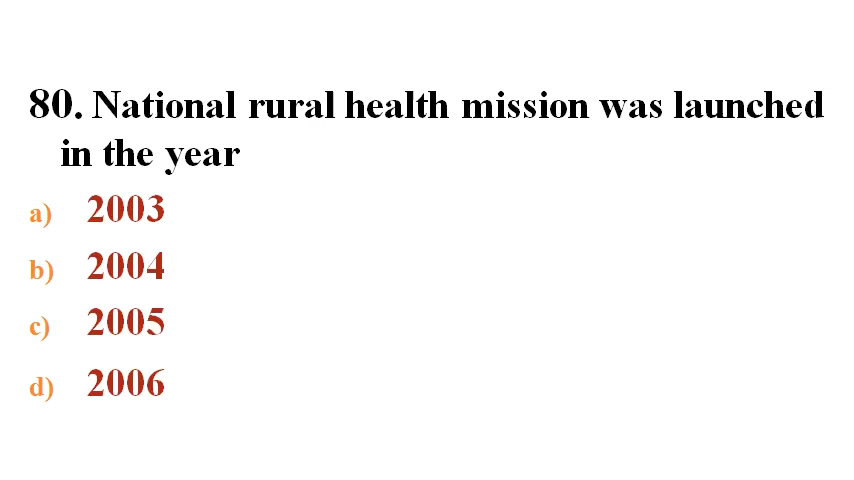 80. National rural health mission was launched
in the year
a) 2003
b) 2004
c) 2005
d) 2006